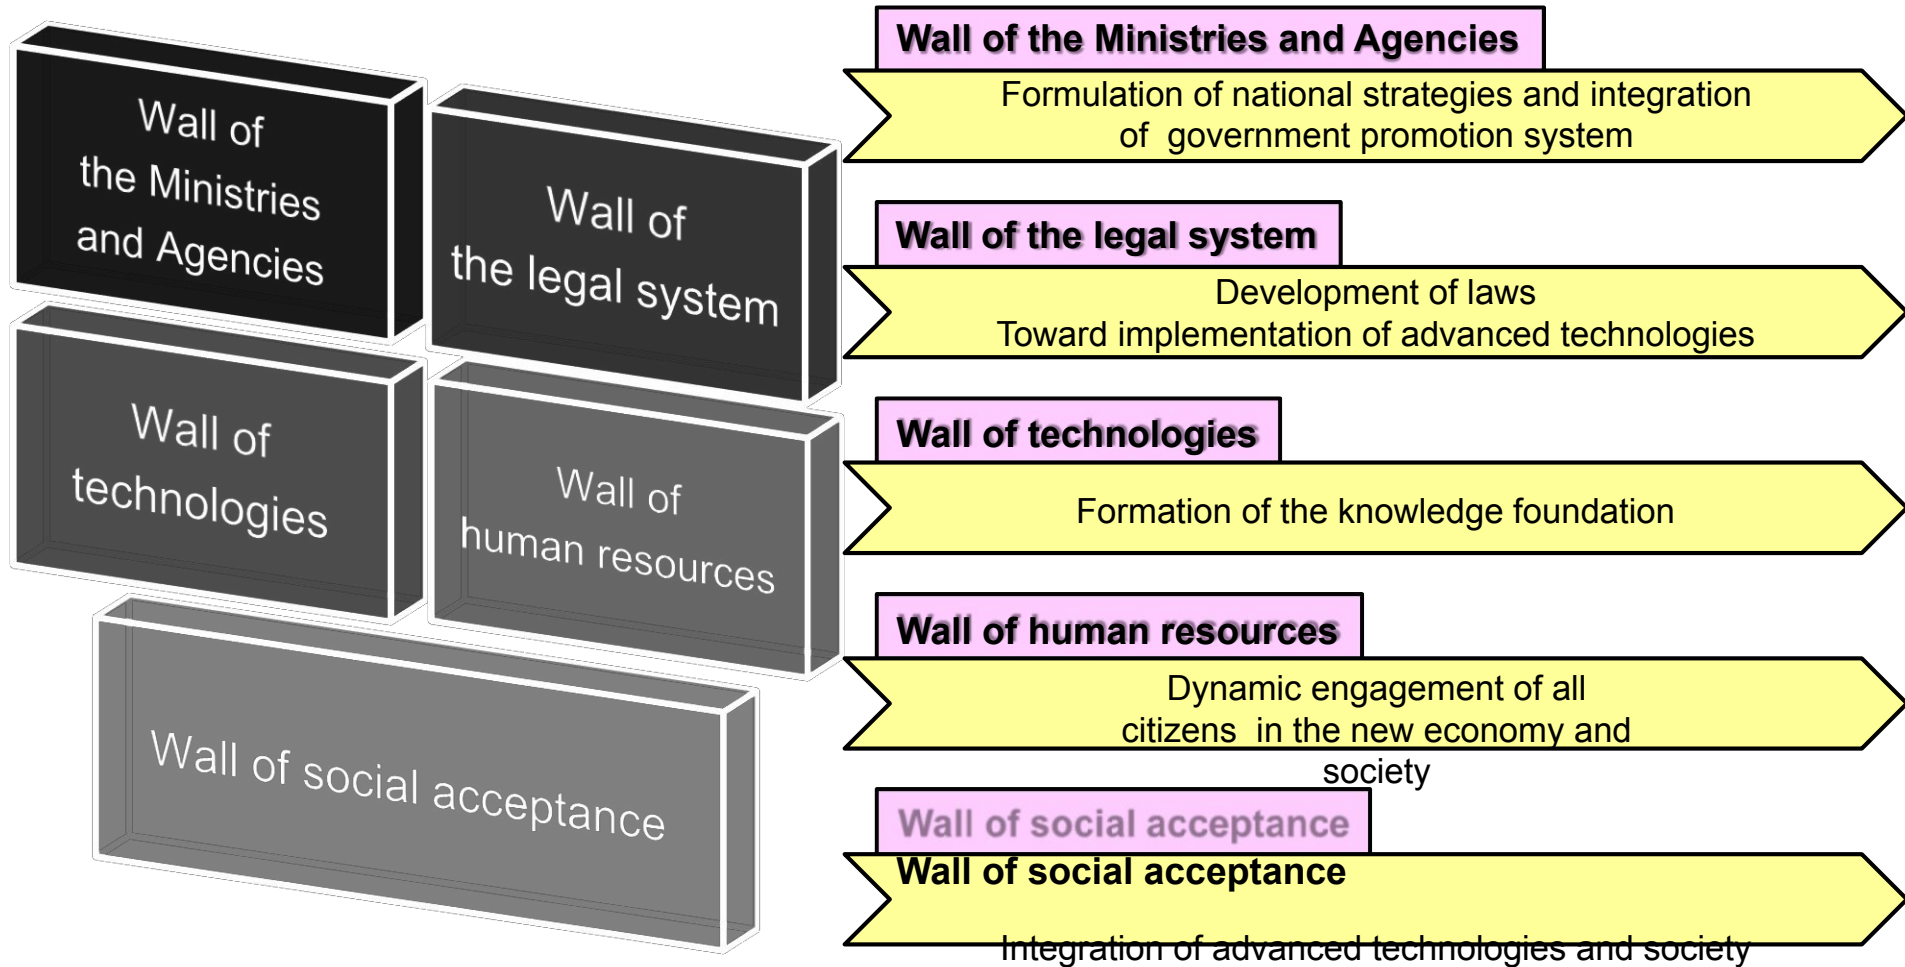 Wall of
the Ministries
and Agencies
Wall of
the legal system
Wall of
technologies
Wall of
human resources
Wall of social acceptance
Wall of the Ministries and Agencies
Formulation of national strategies and integration
of government promotion system
Wall of the legal system
Development of laws
Toward implementation of advanced technologies
Wall of technologies
Formation of the knowledge foundation
Wall of human resources
Dynamic engagement of all
citizens in the new economy and
society
Wall of social acceptance
Wall of social acceptance
Integration of advanced technologies and society